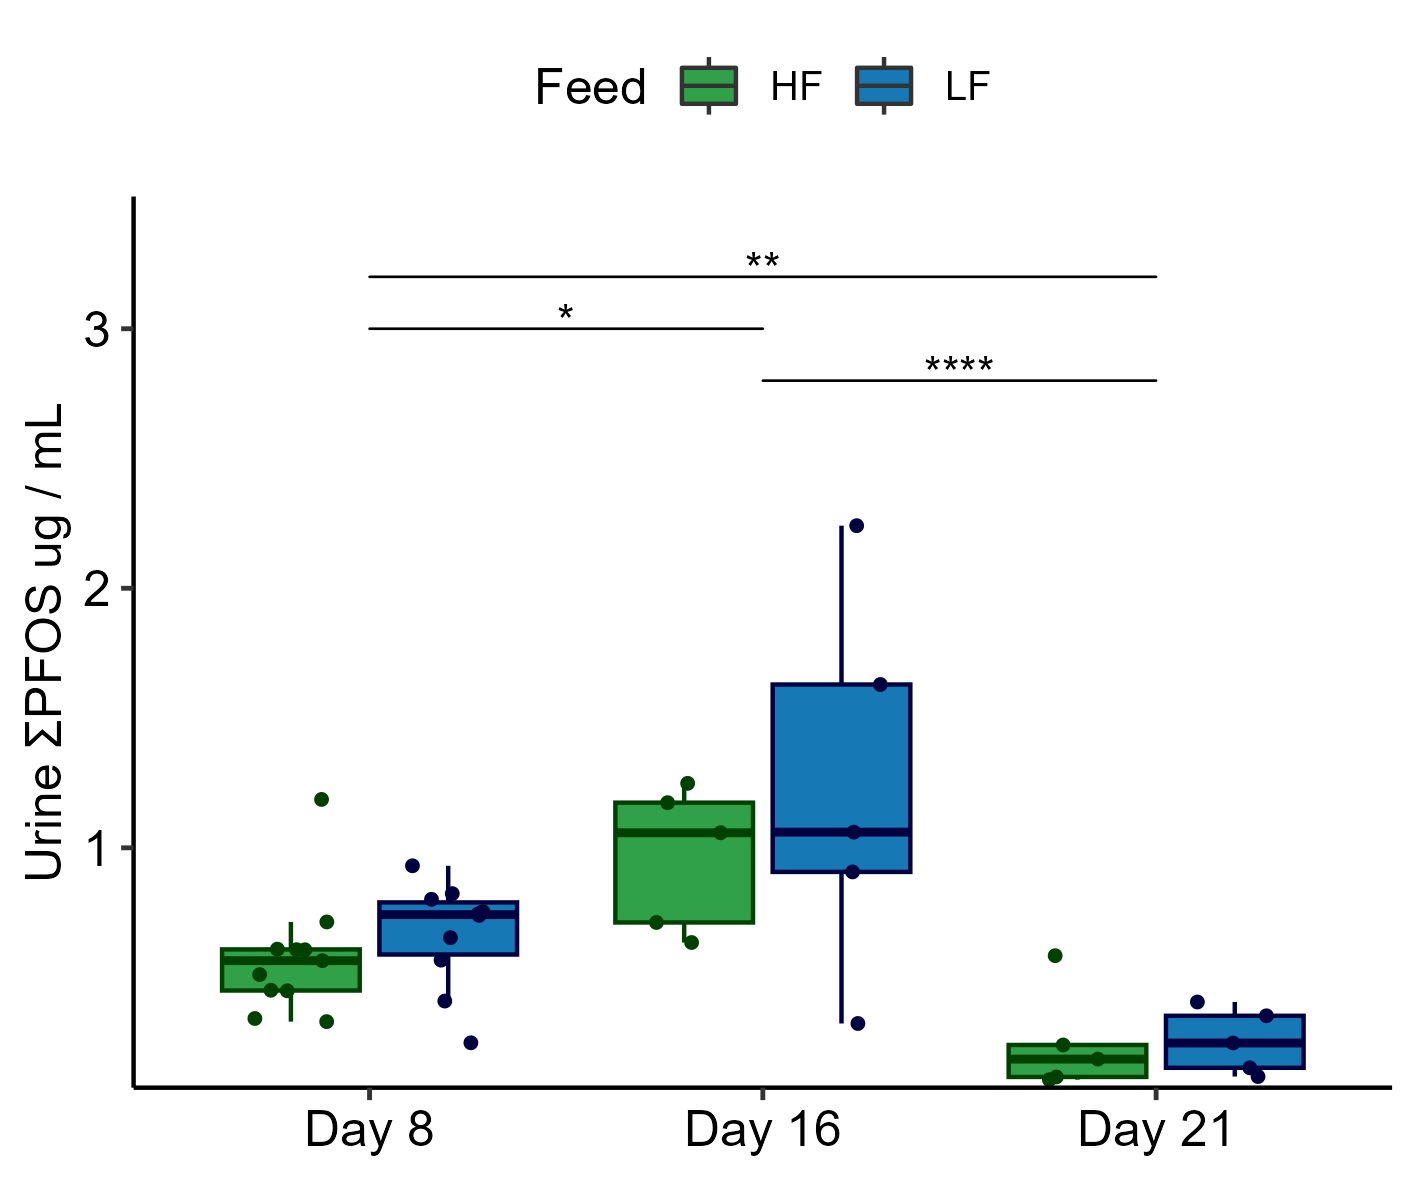 Feed HF LF
**
*
****
3
2
1
Urine ΣPFOS ug / mL
Day 8 Day 16 Day 21